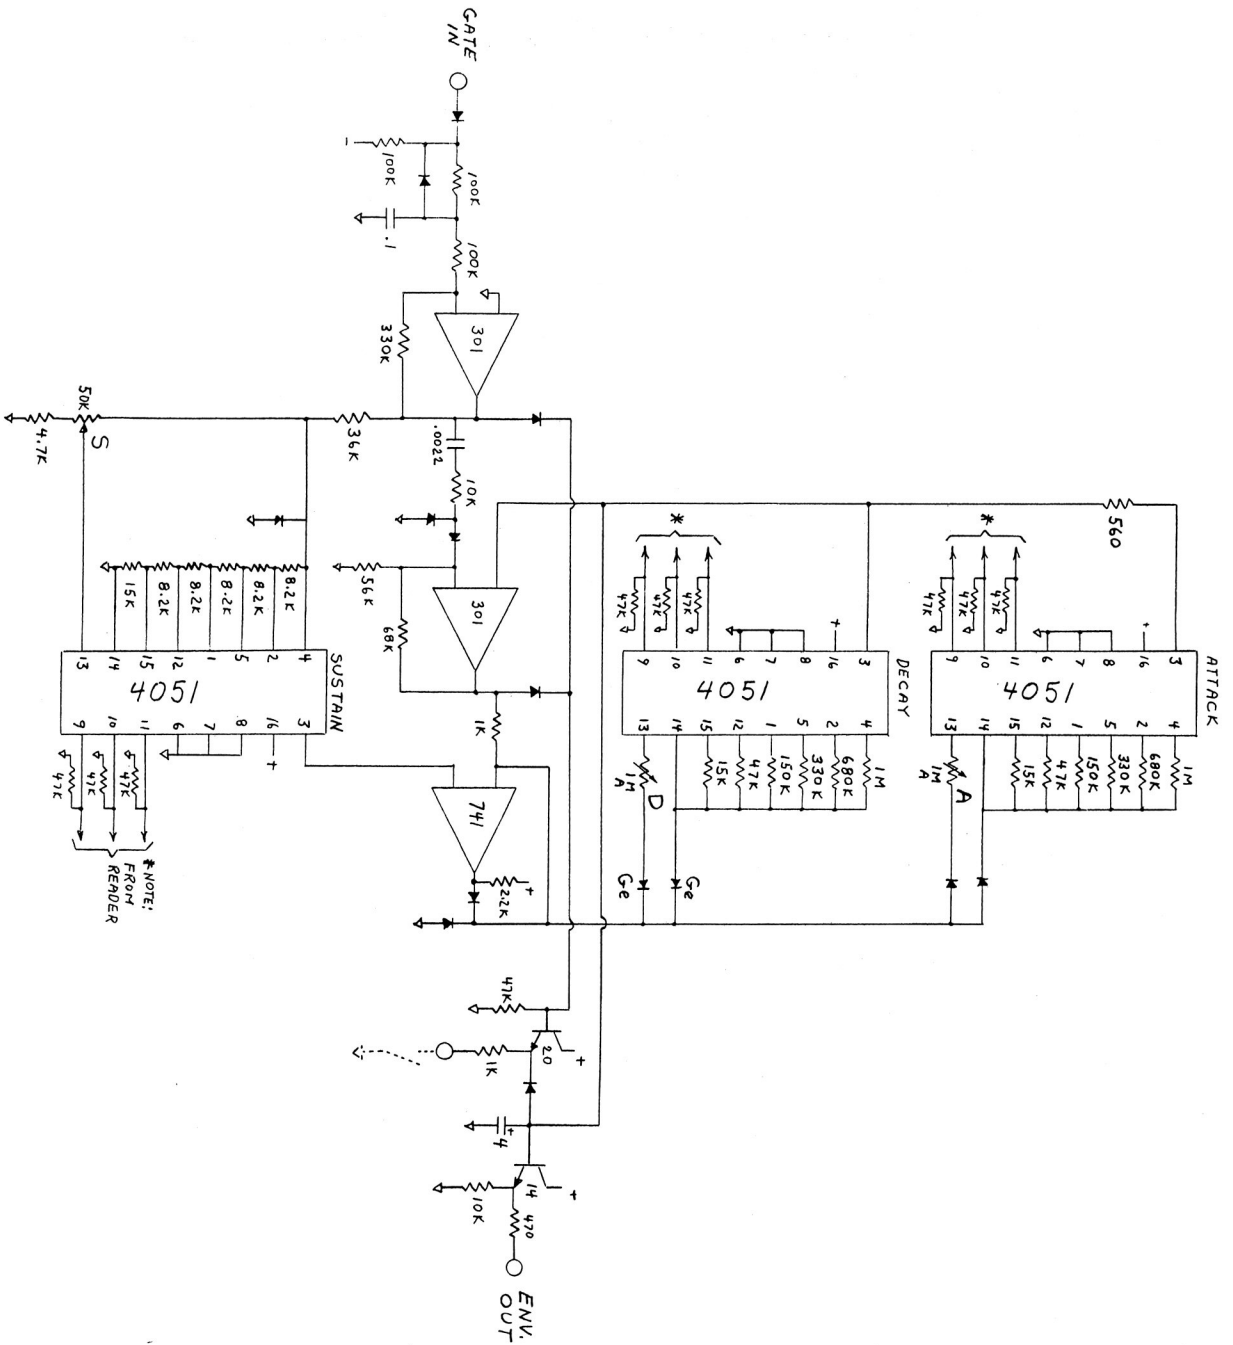 ATTACK
4051
3 16 8 7 6 11 10 9
4 2 5 1 12 15 14 13
560
+
47K
47K
47K
*
1M
680K
330K
150K
47K
15K
1M
A
A
DECAY
4051
3 16 8 7 6 11 10 9
4 2 5 1 12 15 14 13
+
47K
47K
47K
*
1M
680K
330K
150K
47K
15K
1M
A
D
Ge
Ge
GATE
IN
-
100K
100K
.1
100K
301
330K
.0022
10K
36K
301
56K
68K
1K
741
+
2.2K
47K
20
+
1K
+
4
14
+
10K
470
ENV.
OUT
SUSTAIN
4051
4 2 5 1 12 15 14 13
3 16 8 7 6 11 10 9
8.2K
8.2K
8.2K
8.2K
8.2K
15K
50K
S
4.7K
+
47K
47K
47K
*NOTE:
FROM
READER